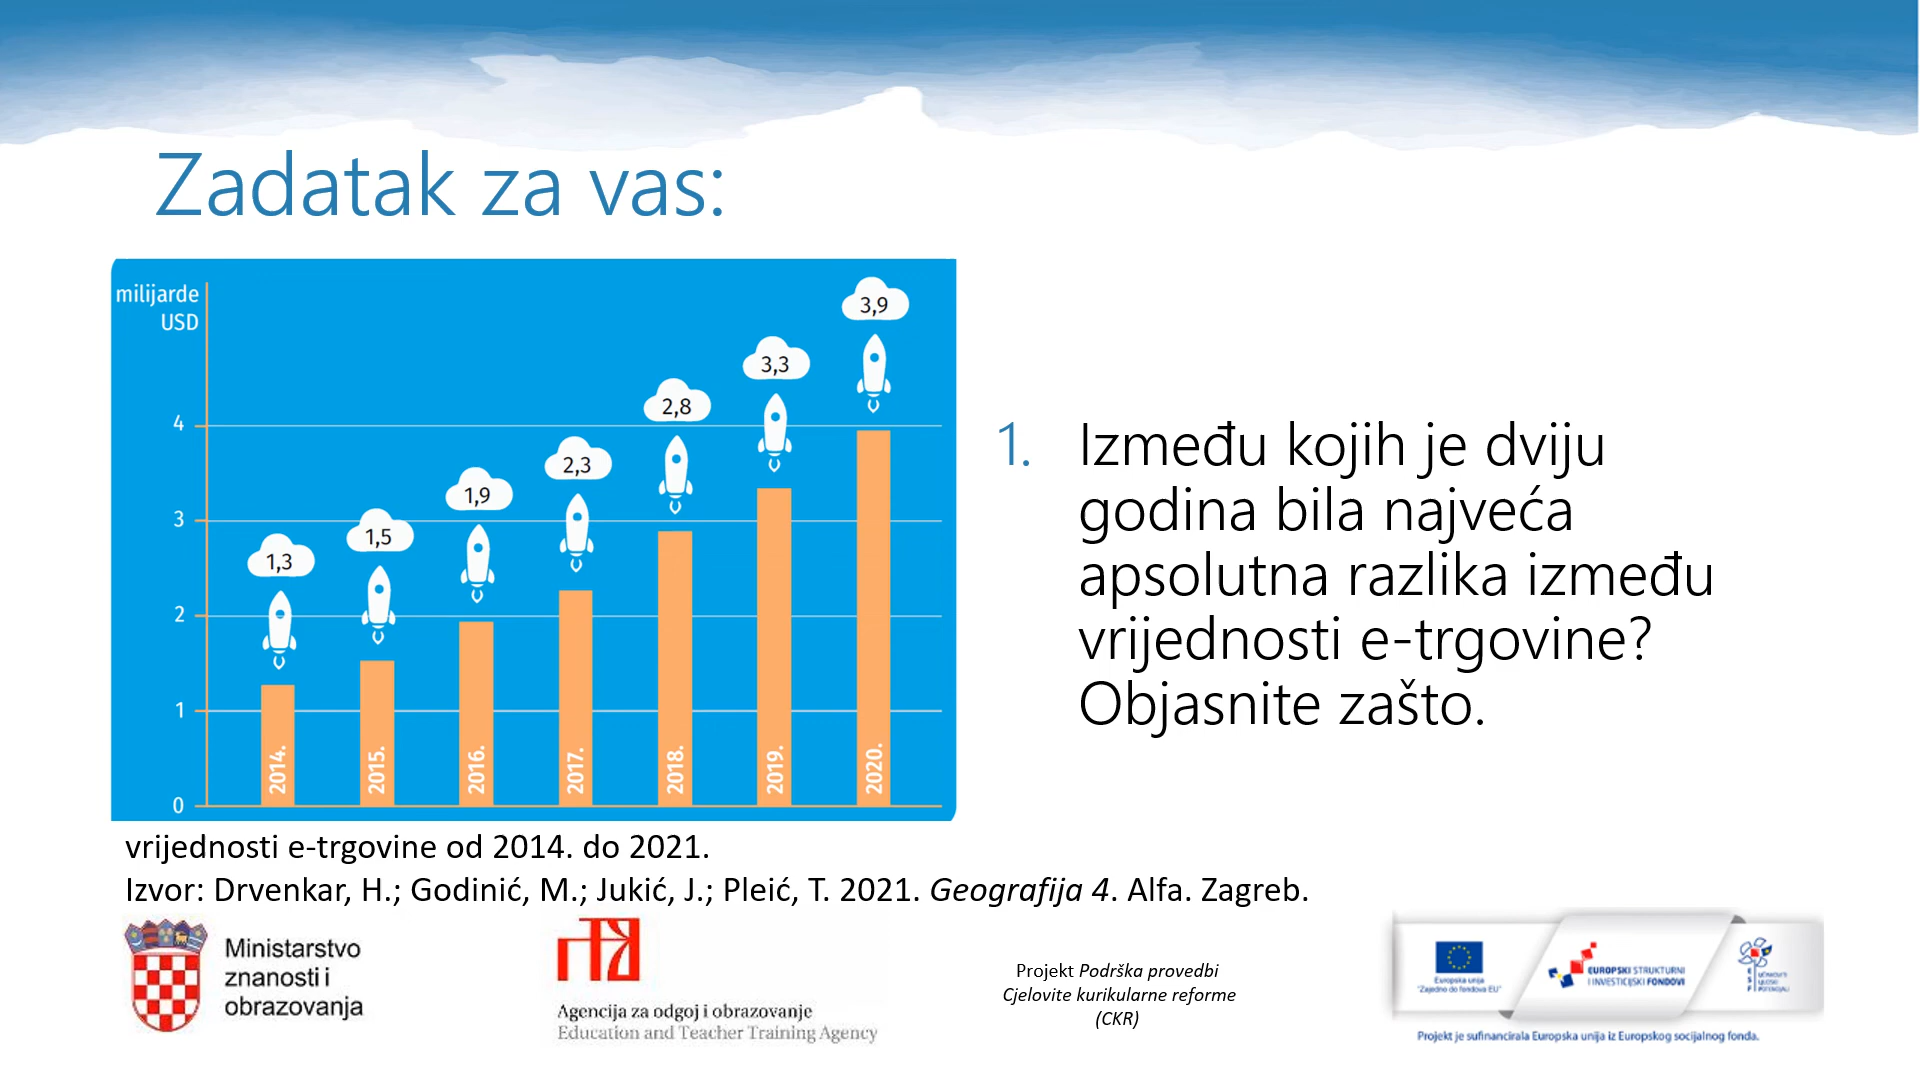 Zadatak za vas:
milijarde
USD
4
3
2
1
0
1,3
1,5
1,9
2,3
2,8
3,3
3,9
2014.
2015.
2016.
2017.
2018.
2019.
2020.
1. Između kojih je dviju
godina bila najveća
apsolutna razlika između
vrijednosti e-trgovine?
Objasnite zašto.
vrijednosti e-trgovine od 2014. do 2021.
Izvor: Drvenkar, H.; Godinić, M.; Jukić, J.; Pleić, T. 2021. Geografija 4. Alfa. Zagreb.
Ministarstvo
znanosti i
obrazovanja
Agencija za odgoj i obrazovanje
Education and Teacher Training Agency
Projekt Podrška provedbi
Cjelovite kurikularne reforme
(CKR)
Europska unija
"Zajedno do fondova EU"
EUROPSKI STRUKTURNI
I INVESTICIJSKI FONDOVI
Projekt je sufinancirala Europska unija iz Europskog socijalnog fonda.